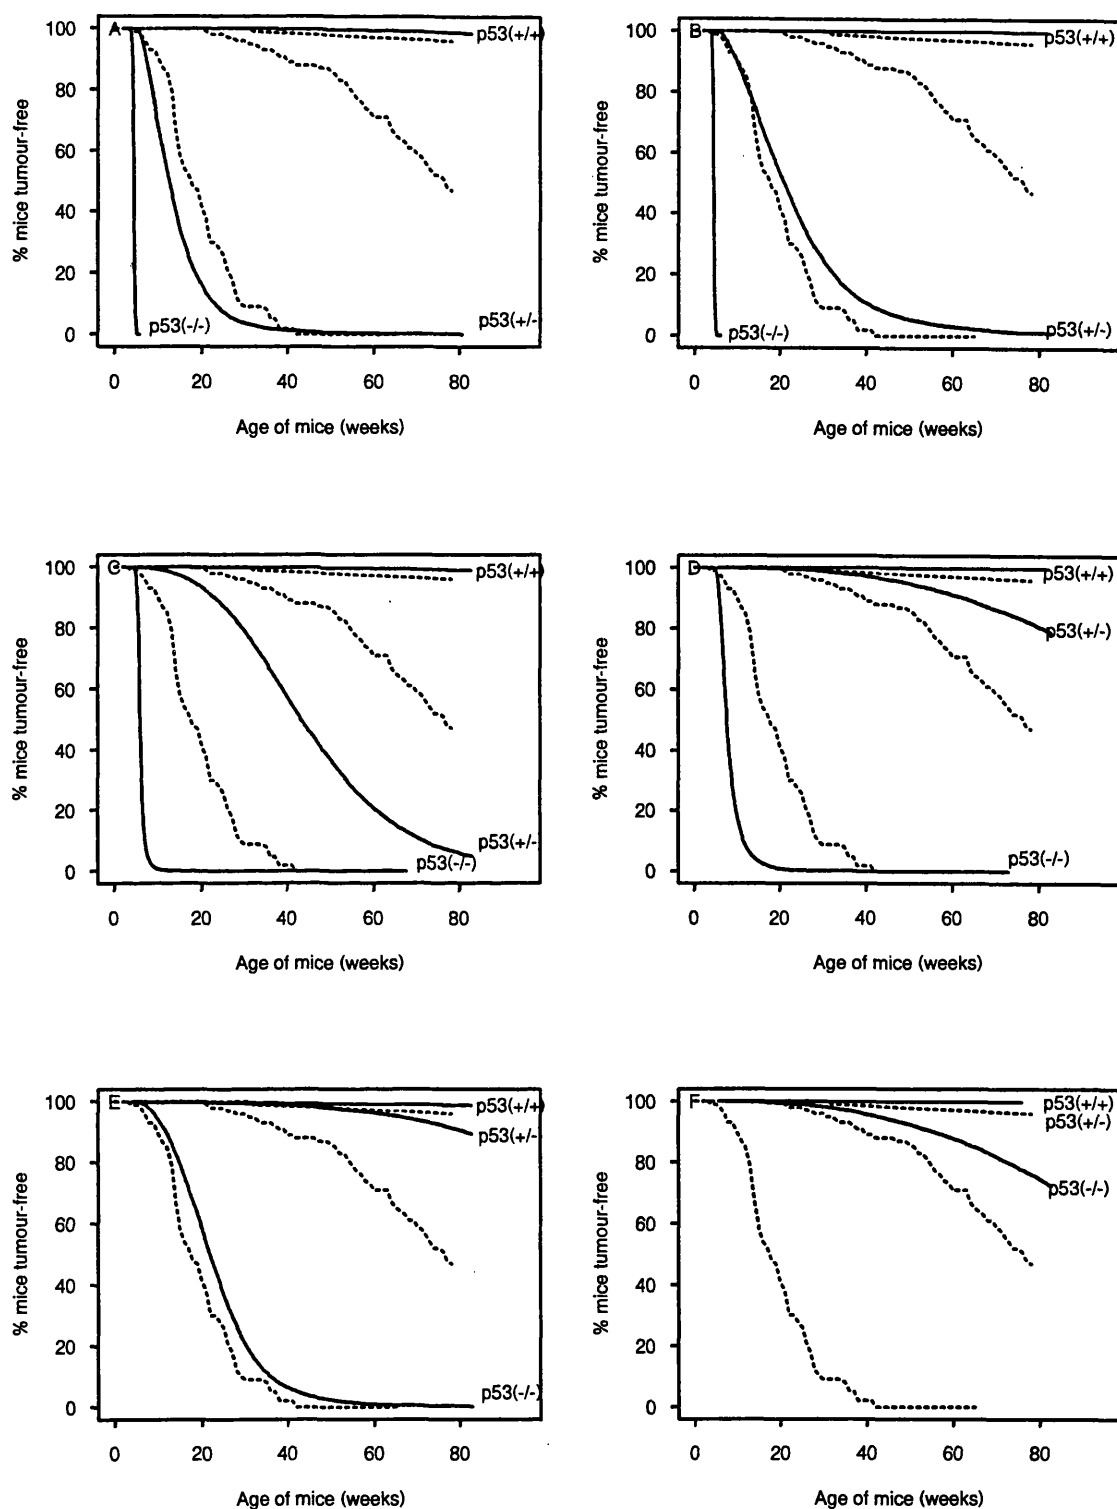 A
p53(+/+)
100
80
60
40
20
0
% mice tumour-free
p53(-/-)
p53(+/-
0 20 40 60 80
Age of mice (weeks)
B
p53(+/+)
100
80
60
40
20
0
% mice tumour-free
p53(-/-)
p53(+/-)
0 20 40 60 80
Age of mice (weeks)
C
p53(+/+)
100
80
60
40
20
0
% mice tumour-free
p53(+/-
p53(-/-)
0 20 40 60 80
Age of mice (weeks)
D
p53(+/+)
p53(+/-)
100
80
60
40
20
0
% mice tumour-free
p53(-/-)
0 20 40 60 80
Age of mice (weeks)
E
p53(+/+)
p53(+/-
100
80
60
40
20
0
% mice tumour-free
p53(-/-)
0 20 40 60 80
Age of mice (weeks)
F
p53(+/+)
p53(+/-)
p53(-/-)
100
80
60
40
20
0
% mice tumour-free
0 20 40 60 80
Age of mice (weeks)